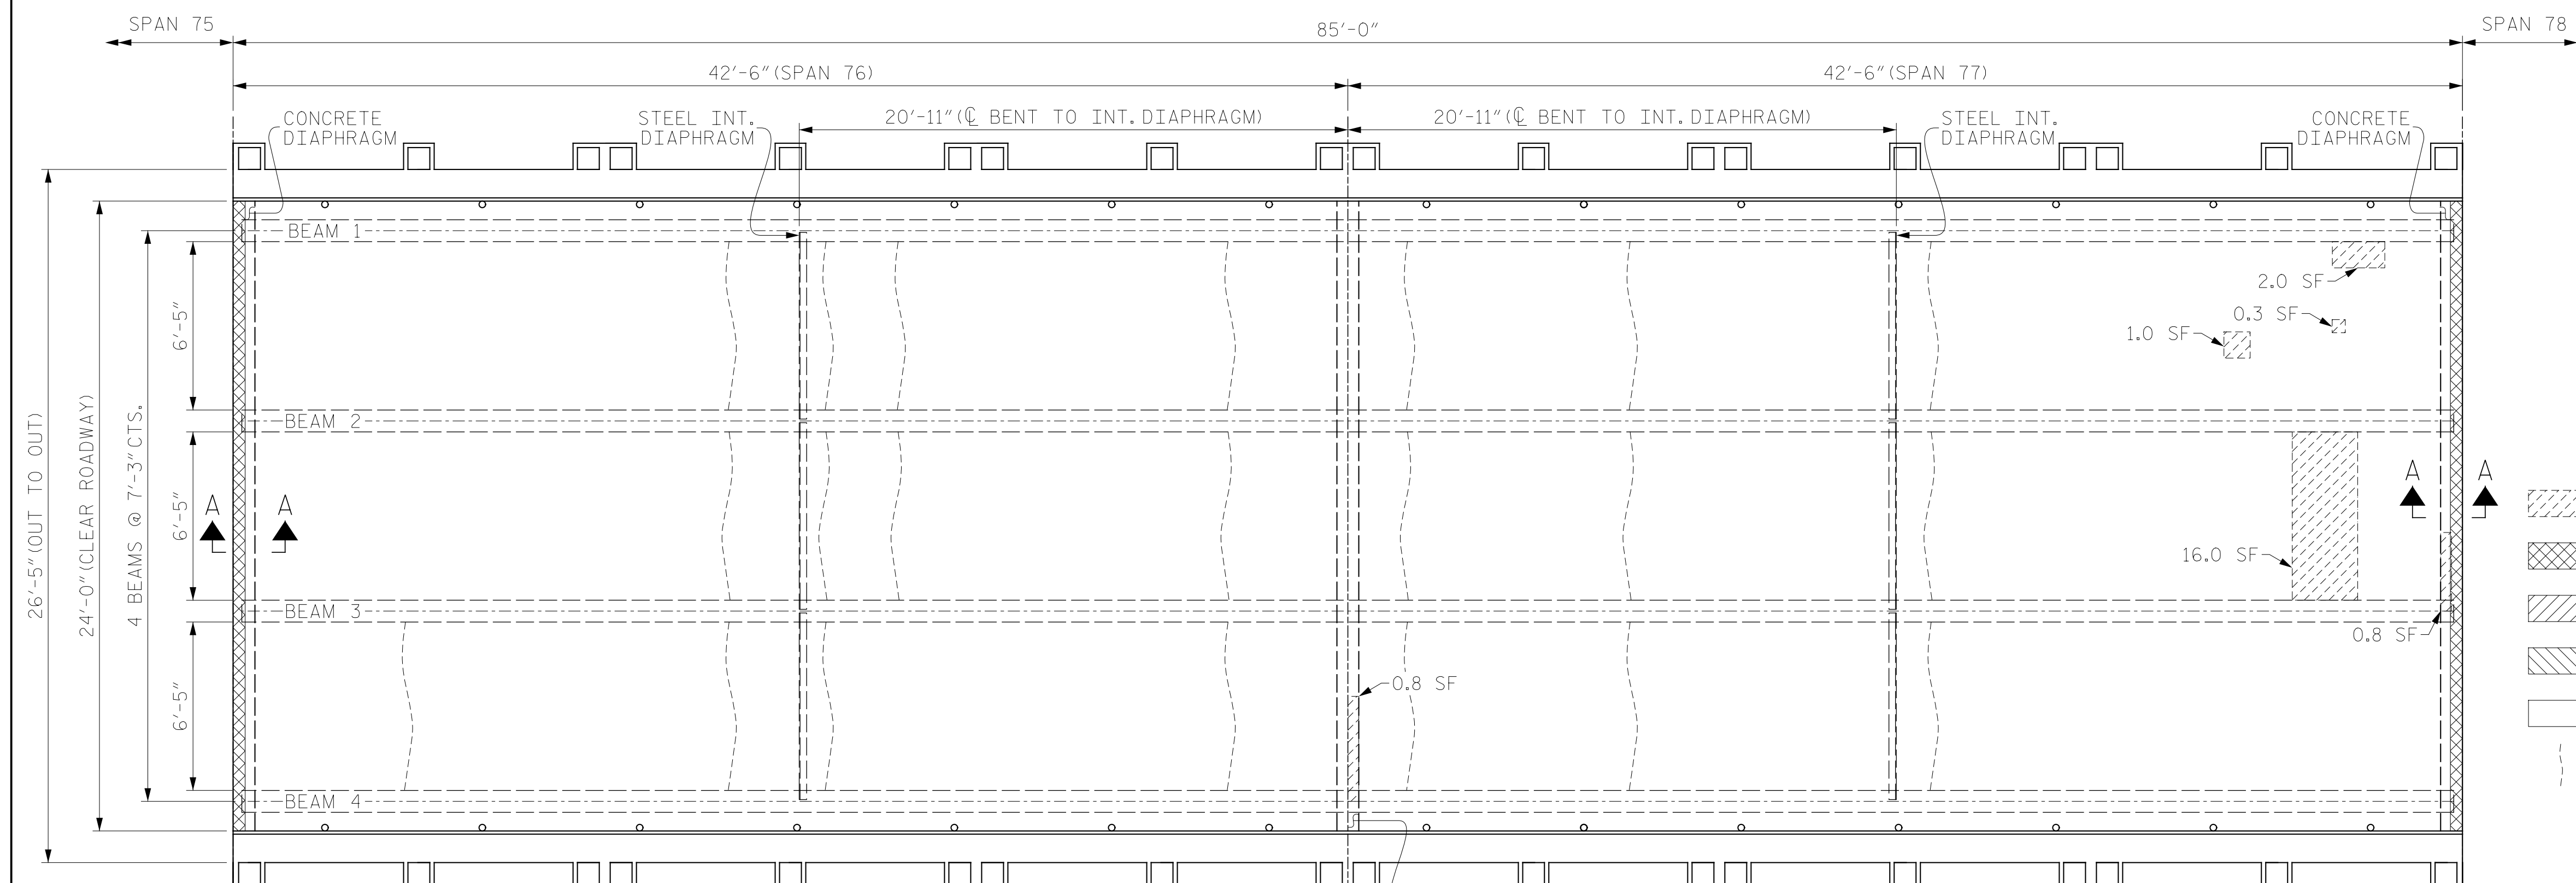 SPAN 75
85'-0"
SPAN 78
42'-6"(SPAN 76)
42'-6"(SPAN 77)
CONCRETE
DIAPHRAGM
STEEL INT.
DIAPHRAGM
20'-11"(℄ BENT TO INT. DIAPHRAGM)
20'-11"(℄ BENT TO INT. DIAPHRAGM)
STEEL INT.
DIAPHRAGM
CONCRETE
DIAPHRAGM
BEAM 1
2.0 SF
0.3 SF
1.0 SF
6'-5"
BEAM 2
26'-5"(OUT TO OUT)
24'-0"(CLEAR ROADWAY)
4 BEAMS @ 7'-3"CTS.
6'-5"
A
A
A
A
16.0 SF
BEAM 3
0.8 SF
6'-5"
0.8 SF
BEAM 4